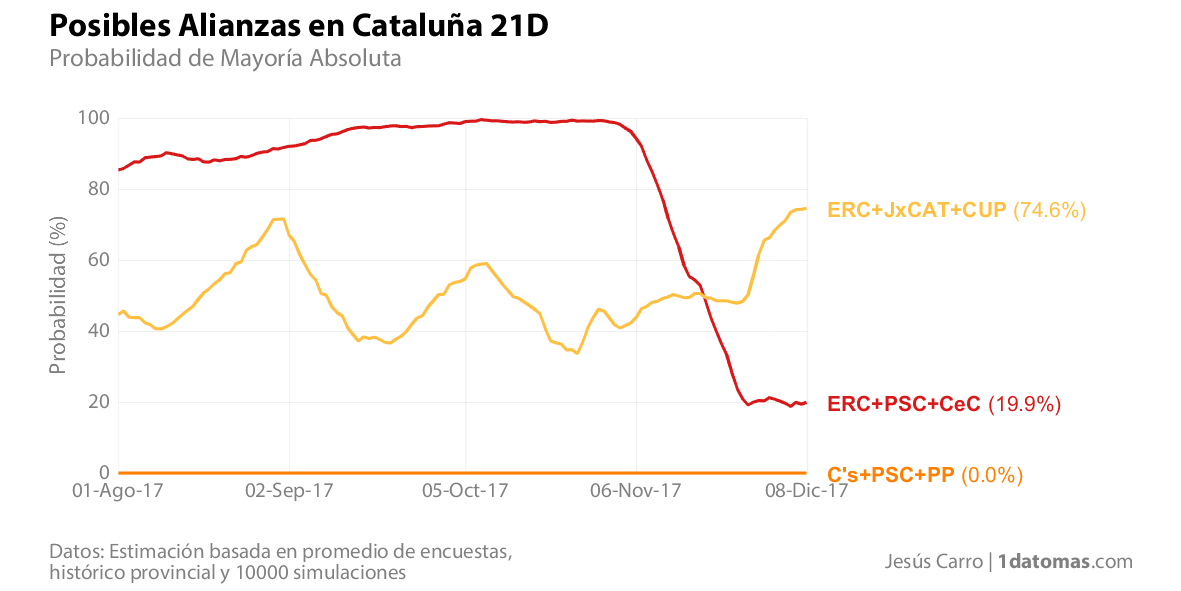 Posibles Alianzas en Cataluña 21D
Probabilidad de Mayoría Absoluta
Probabilidad (%)
100
80
60
40
20
0
01-Ago-17
02-Sep-17
05-Oct-17
06-Nov-17
08-Dic-17
ERC+JxCAT+CUP (74.6%)
ERC+PSC+CeC (19.9%)
C's+PSC+PP (0.0%)
Datos: Estimación basada en promedio de encuestas,
histórico provincial y 10000 simulaciones
Jesús Carro | 1datomas.com